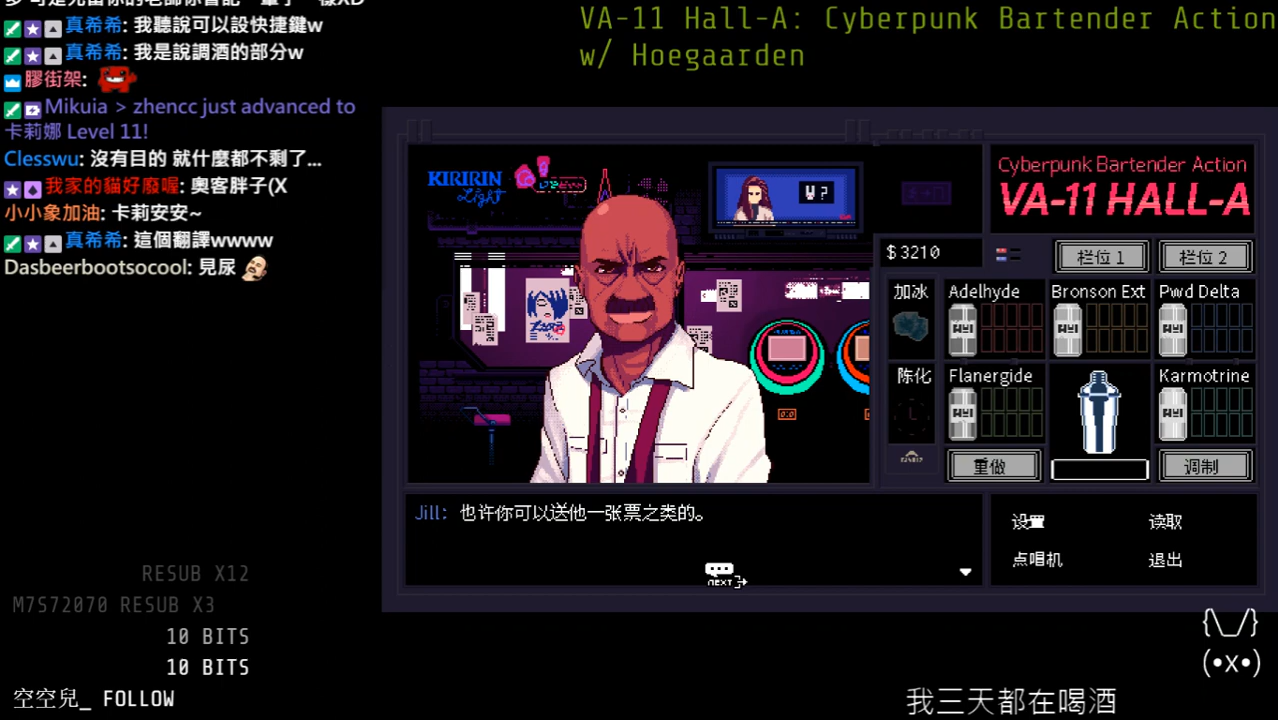 真希希: 我聽說可以設快捷鍵w
真希希: 我是說調酒的部分w
膠街架:
Mikuia > zhencc just advanced to
卡莉娜 Level 11!
Clesswu: 沒有目的 就什麼都不剩了...
我家的貓好廢喔: 奧客胖子(X
小小象加油: 卡莉安安~
真希希: 這個翻譯wwww
Dasbeerbootsocool: 見尿
RESUB X12
M7S72070 RESUB X3
10 BITS
10 BITS
空空兒_ FOLLOW
VA-11 Hall-A: Cyberpunk Bartender Action
w/ Hoegaarden
KIRIRIN
Light
OPEN
W?
Cyberpunk Bartender Action
VA-11 HALL-A
$3210
栏位1
栏位2
加冰
Adelhyde
Bronson Ext
Pwd Delta
陈化
Flanergide
Karmotrine
重做
调制
Jill: 也许你可以送他一张票之类的。
NEXT
设置
读取
点唱机
退出
{\_/}
(•x•)
我三天都在喝酒